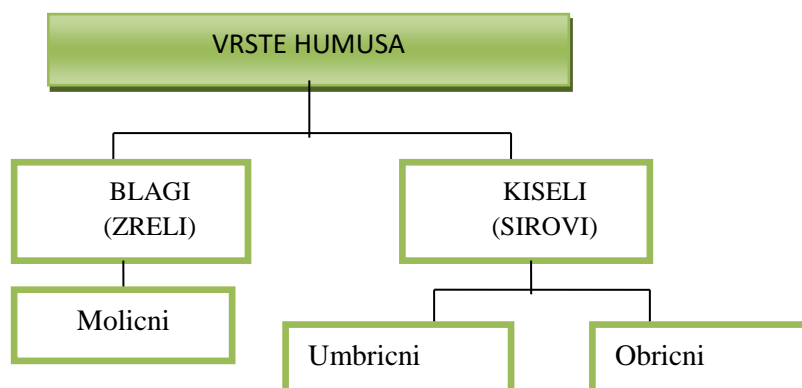 VRSTE HUMUSA
BLAGI
(ZRELI)
KISELI
(SIROVI)
Molicni
Umbricni
Obricni